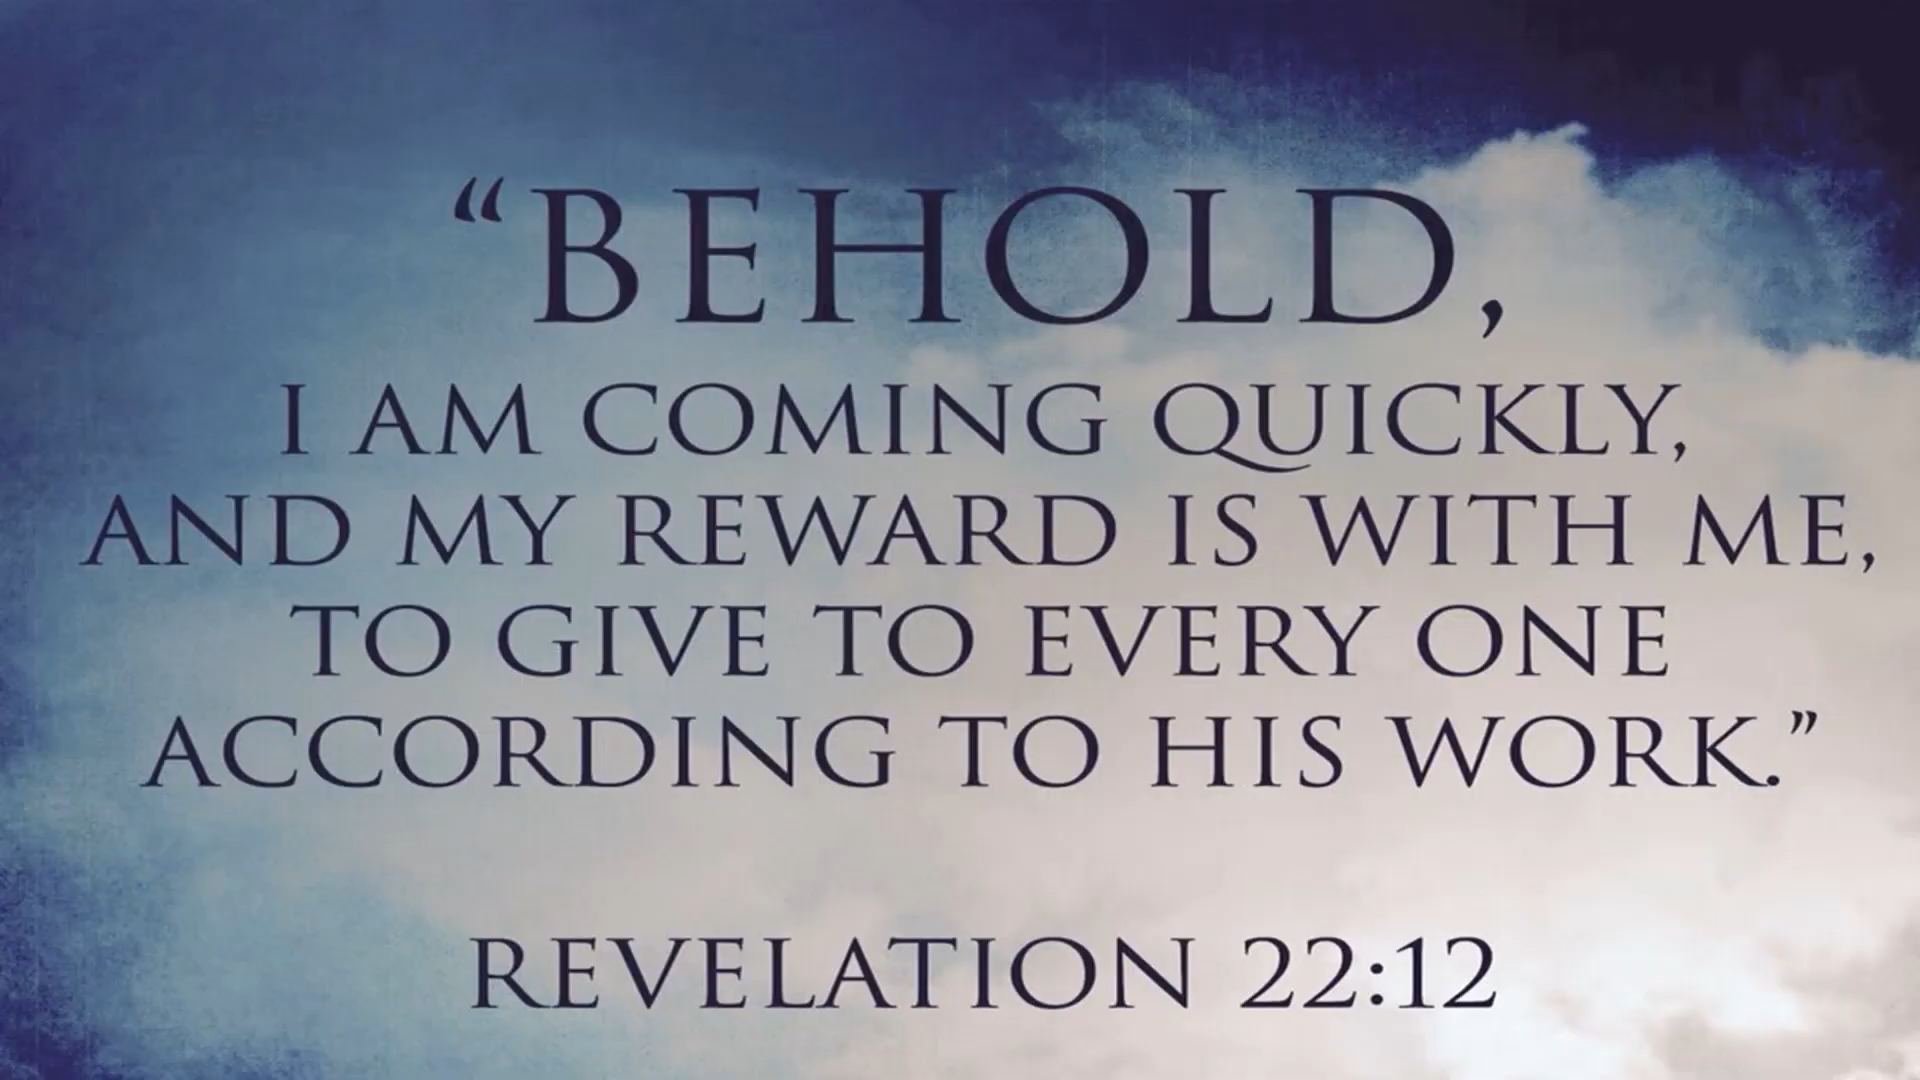 “BEHOLD,
I AM COMING QUICKLY,
AND MY REWARD IS WITH ME,
TO GIVE TO EVERY ONE
ACCORDING TO HIS WORK.”
REVELATION 22:12